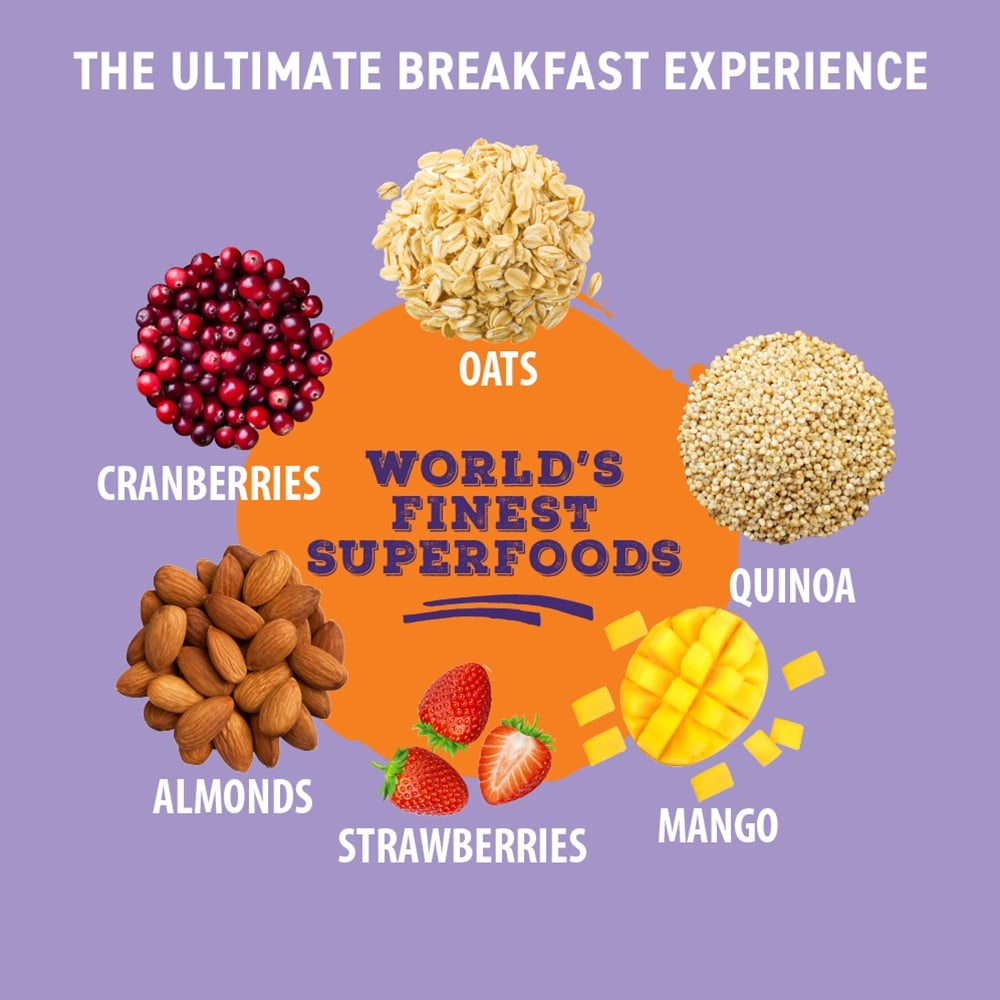 THE ULTIMATE BREAKFAST EXPERIENCE
OATS
CRANBERRIES
WORLD'S
FINEST
SUPERFOODS
QUINOA
ALMONDS
STRAWBERRIES
MANGO